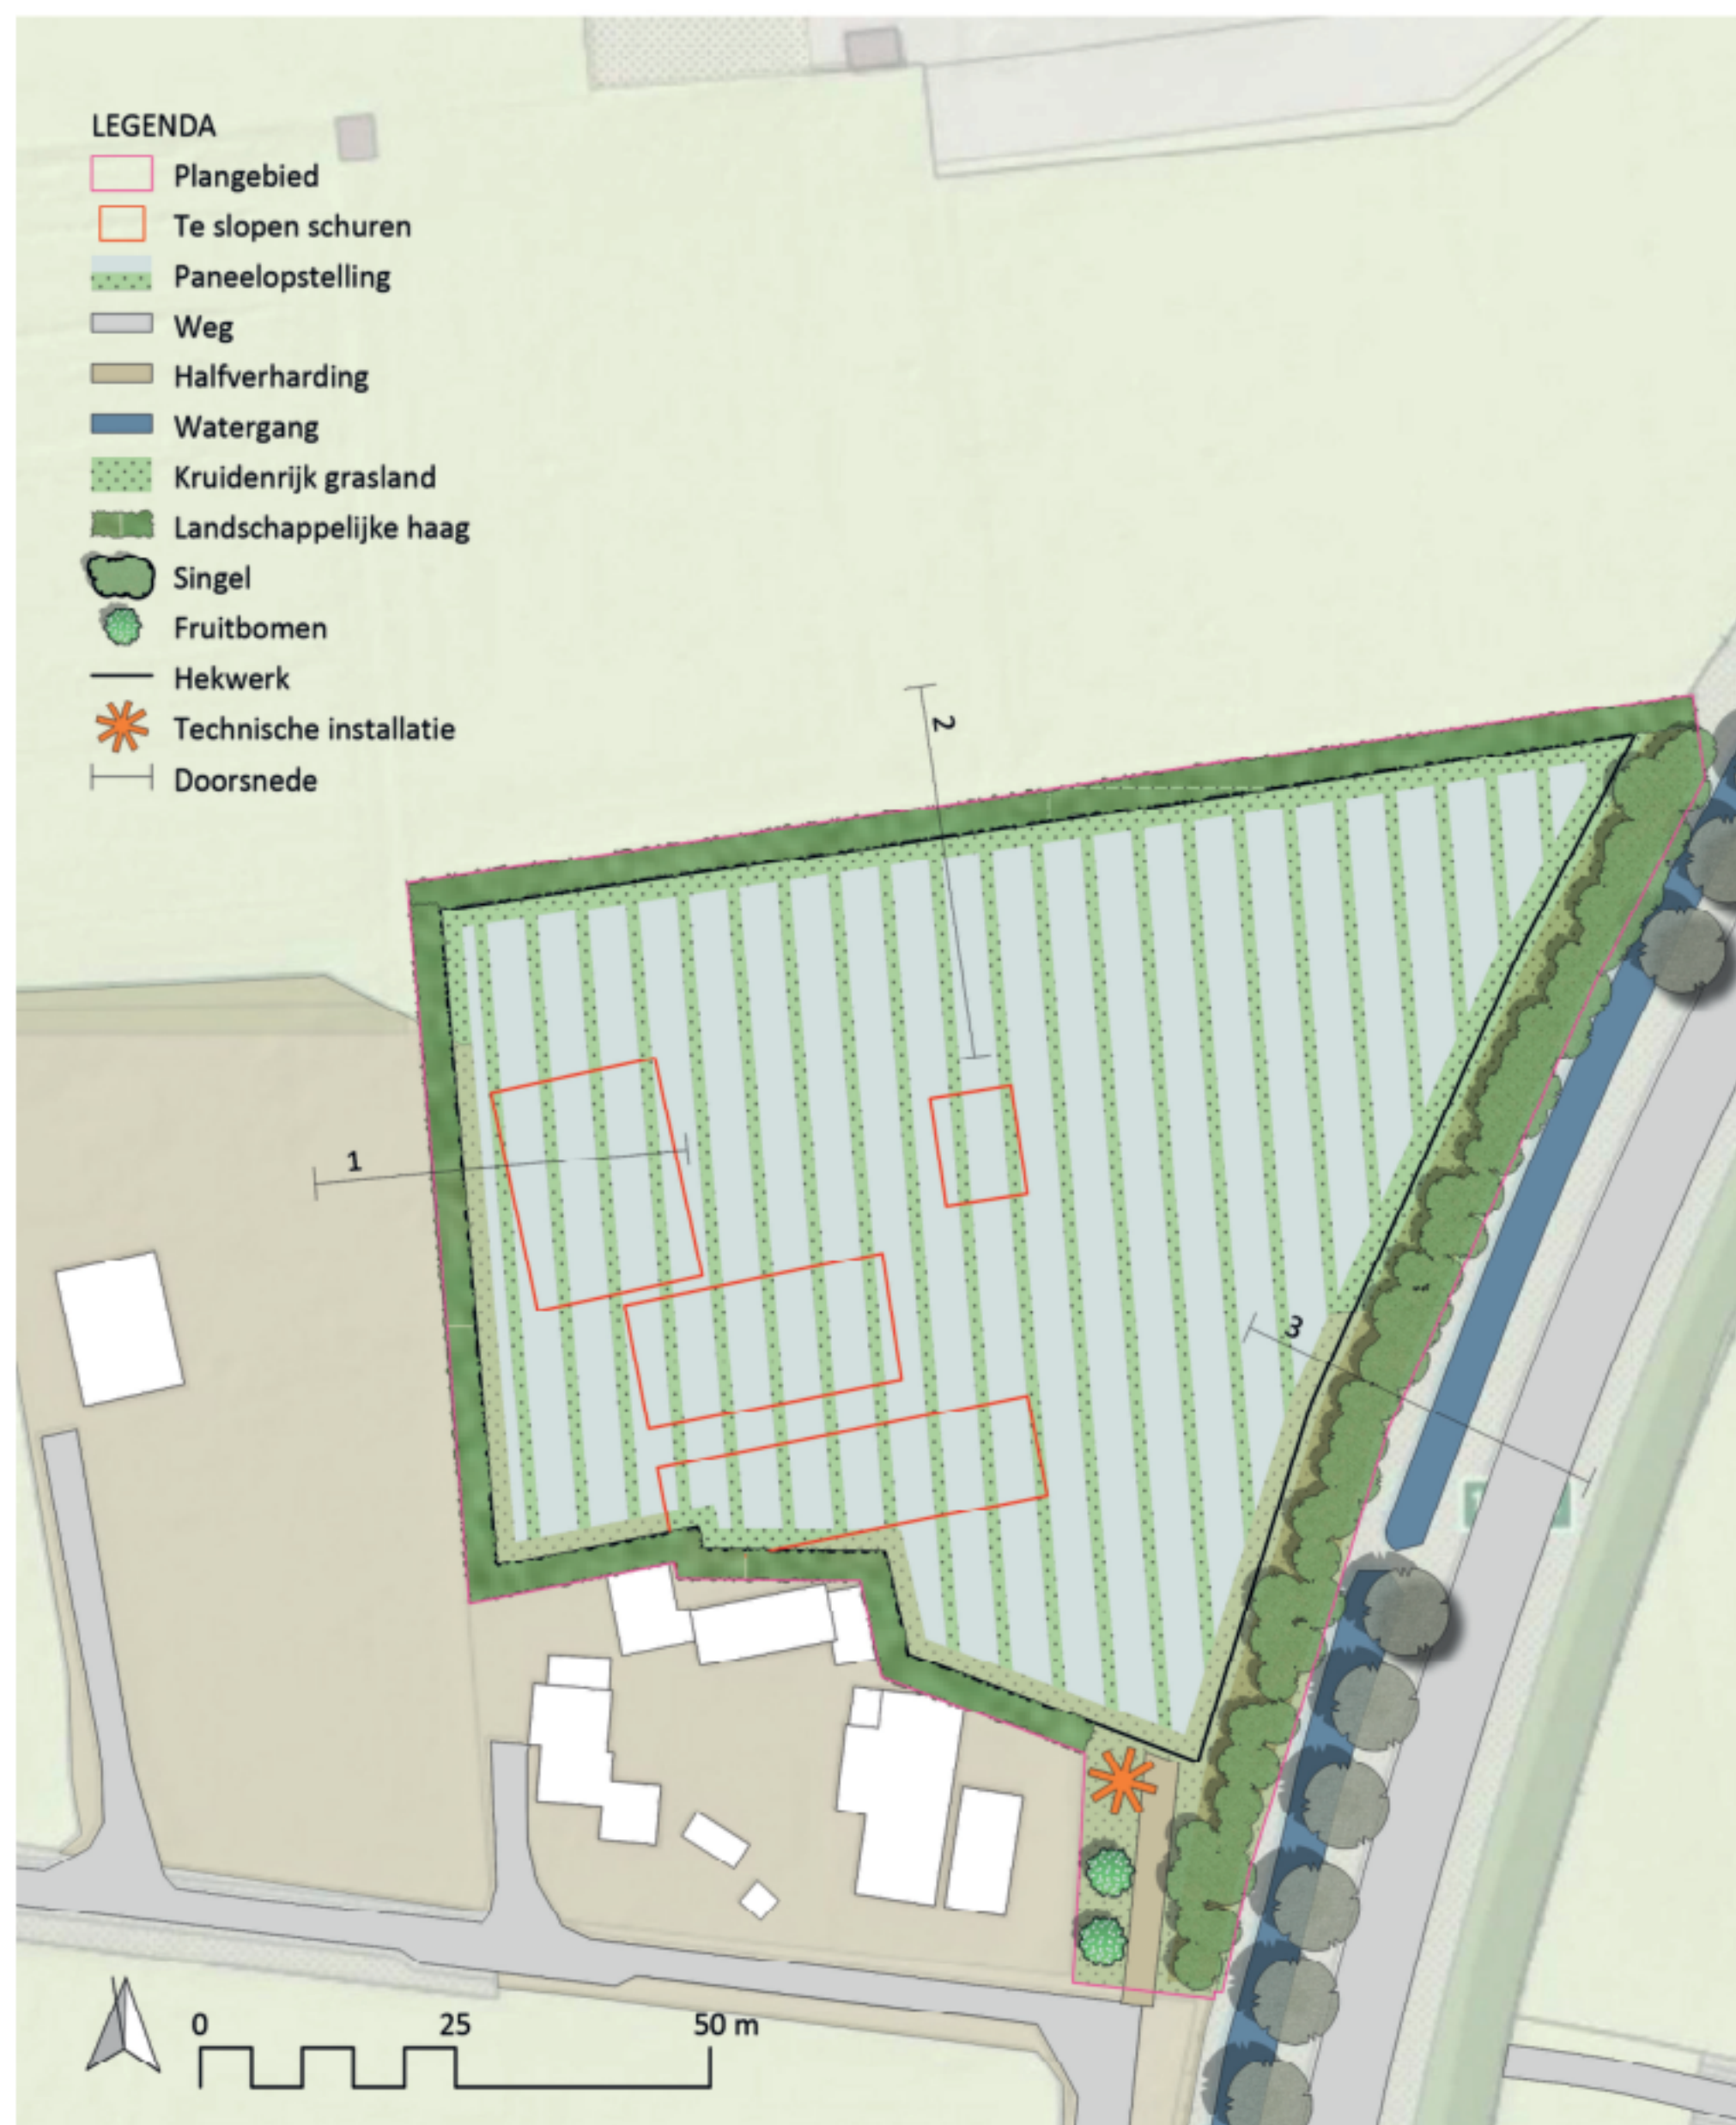 LEGENDA
Plangebied
Te slopen schuren
Paneelopstelling
Weg
Halfverharding
Watergang
Kruidenrijk grasland
Landschappelijke haag
Singel
Fruitbomen
Hekwerk
Technische installatie
Doorsnede
2
1
3
0 25 50 m